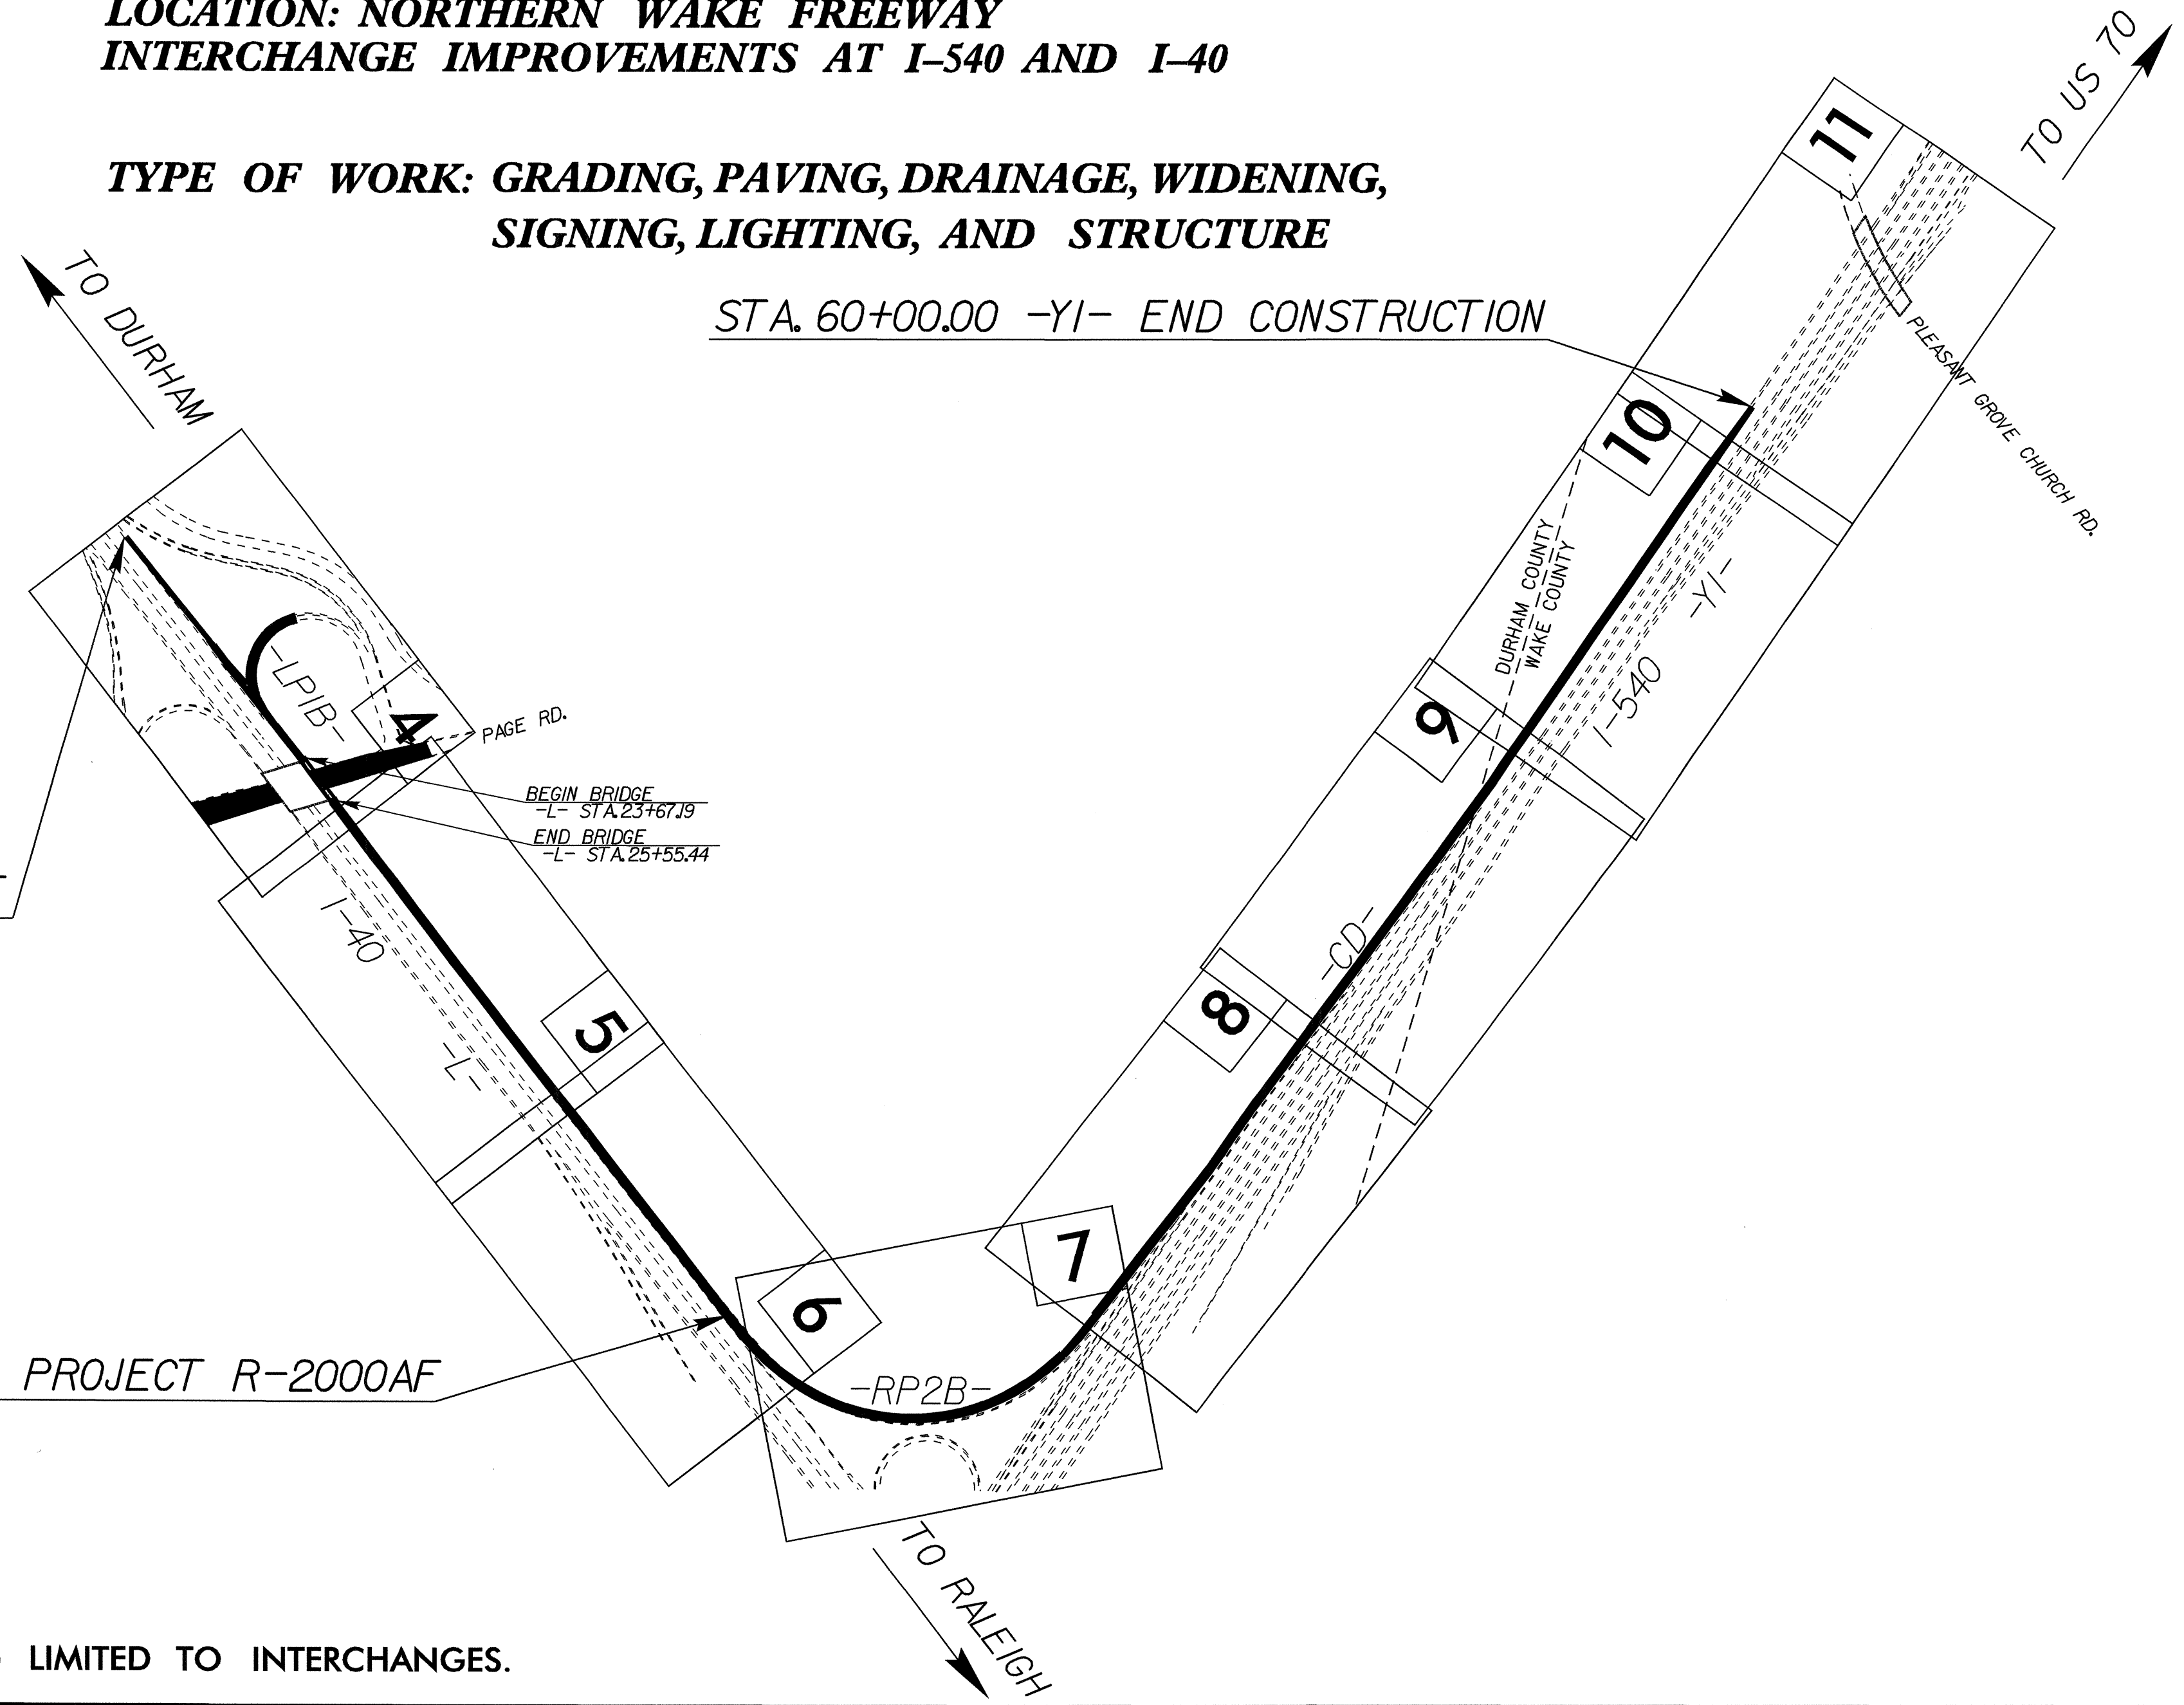 LOCATION: NORTHERN WAKE FREEWAY
INTERCHANGE IMPROVEMENTS AT I-540 AND I-40
TYPE OF WORK: GRADING, PAVING, DRAINAGE, WIDENING,
SIGNING, LIGHTING, AND STRUCTURE
TO US 70
11
TO DURHAM
STA. 60+00.00 -Y1- END CONSTRUCTION
PLEASANT GROVE CHURCH RD.
10
DURHAM COUNTY
WAKE COUNTY
-Y1-
I-540
9
-LP1B-
4
PAGE RD.
BEGIN BRIDGE
-L- STA.23+67.19
END BRIDGE
-L- STA.25+55.44
I-40
-CD-
8
5
-L-
7
6
PROJECT R-2000AF
-RP2B-
TO RALEIGH
LIMITED TO INTERCHANGES.